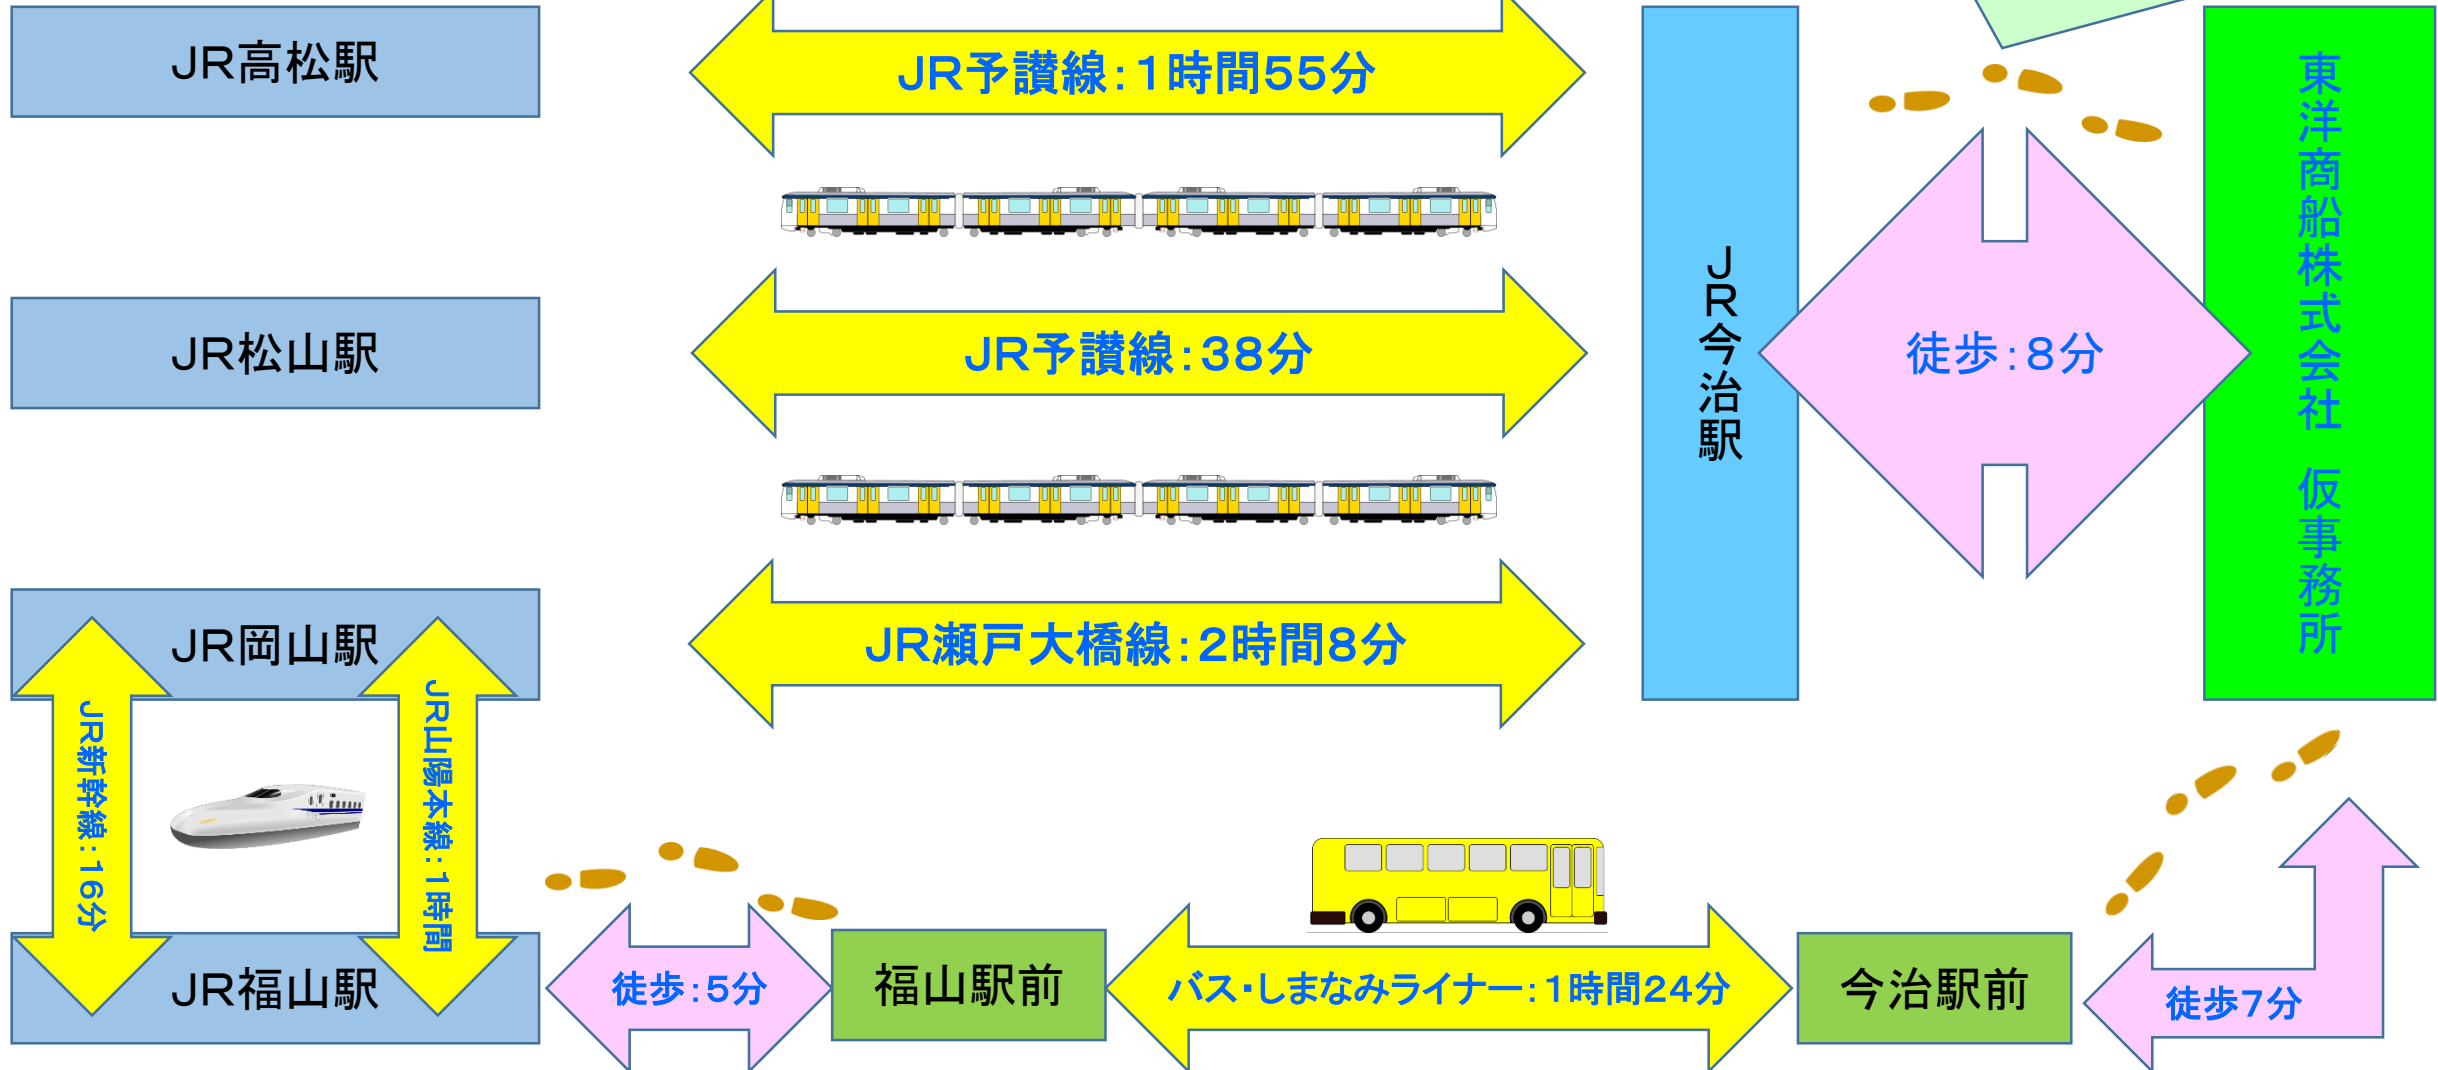 JR高松駅
JR予讃線：1時間55分
JR松山駅
JR予讃線：38分
JR岡山駅
JR瀬戸大橋線：2時間8分
JR今治駅
徒歩：8分
東洋商船株式会社 仮事務所
JR新幹線：16分
JR山陽本線：1時間
JR福山駅
徒歩：5分
福山駅前
バス・しまなみライナー：1時間24分
今治駅前
徒歩7分